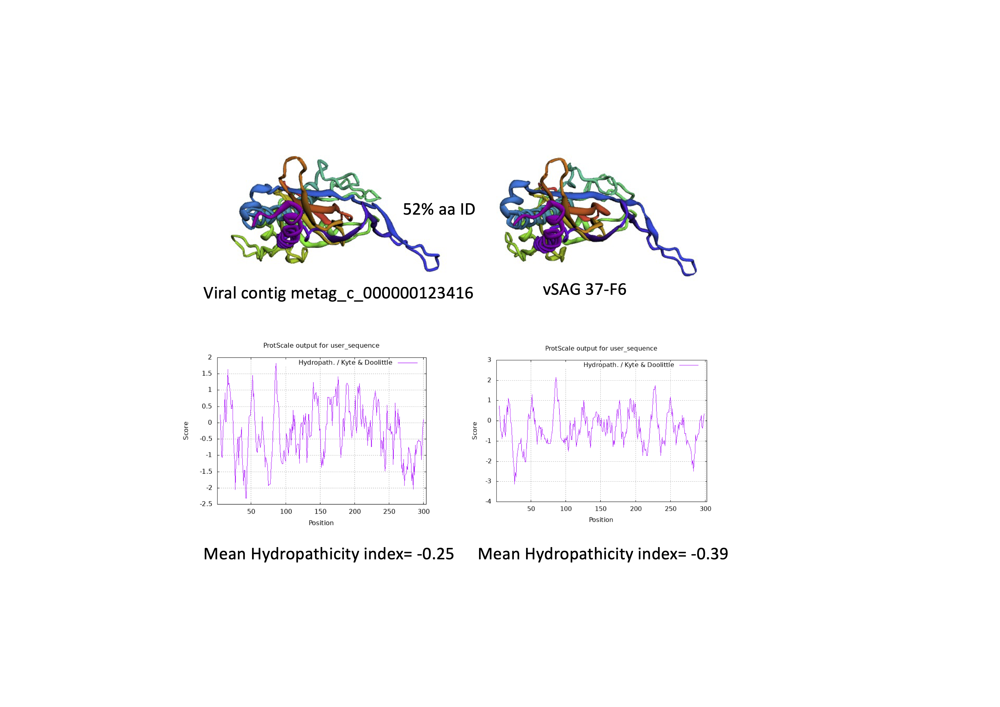 52% aa ID
Viral contig metag_c_000000123416
vSAG 37-F6
ProtScale output for user_sequence
Hydropath. / Kyte & Doolittle
2
1.5
1
0.5
0
-0.5
-1
-1.5
-2
-2.5
Score
50 100 150 200 250 300
Position
ProtScale output for user_sequence
Hydropath. / Kyte & Doolittle
3
2
1
0
-1
-2
-3
-4
Score
50 100 150 200 250 300
Position
Mean Hydropathicity index= -0.25
Mean Hydropathicity index= -0.39